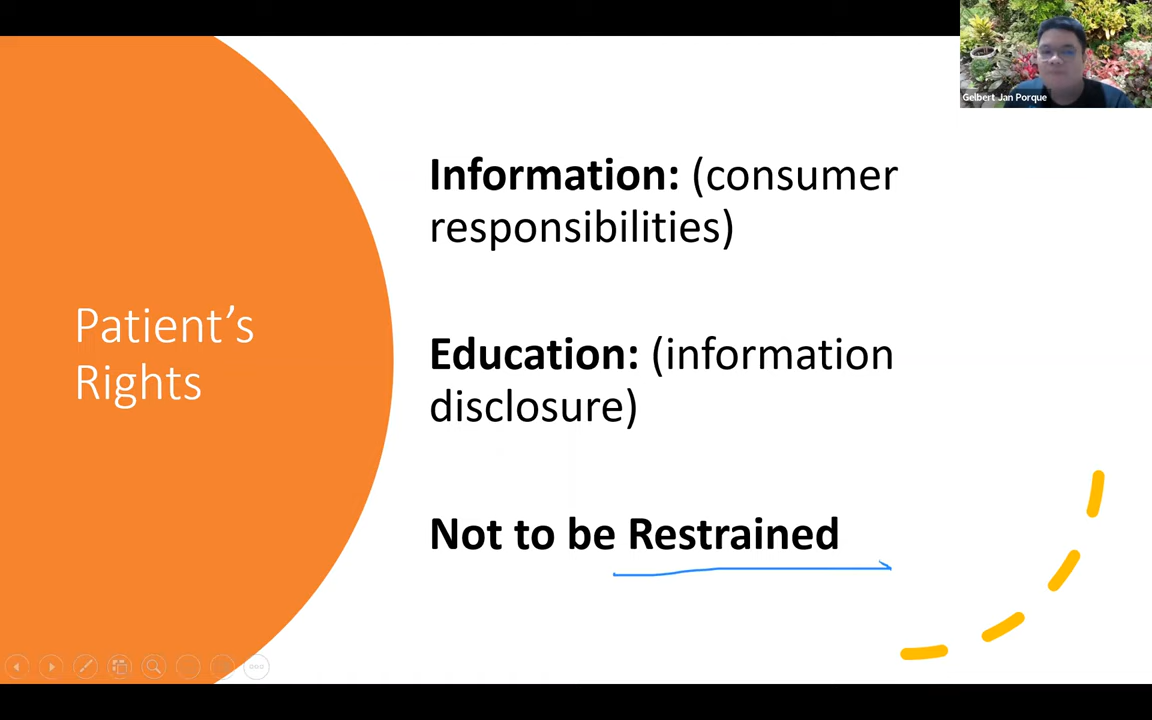 Gelbert Jan Porque
Patient’s
Rights
Information: (consumer
responsibilities)
Education: (information
disclosure)
Not to be Restrained